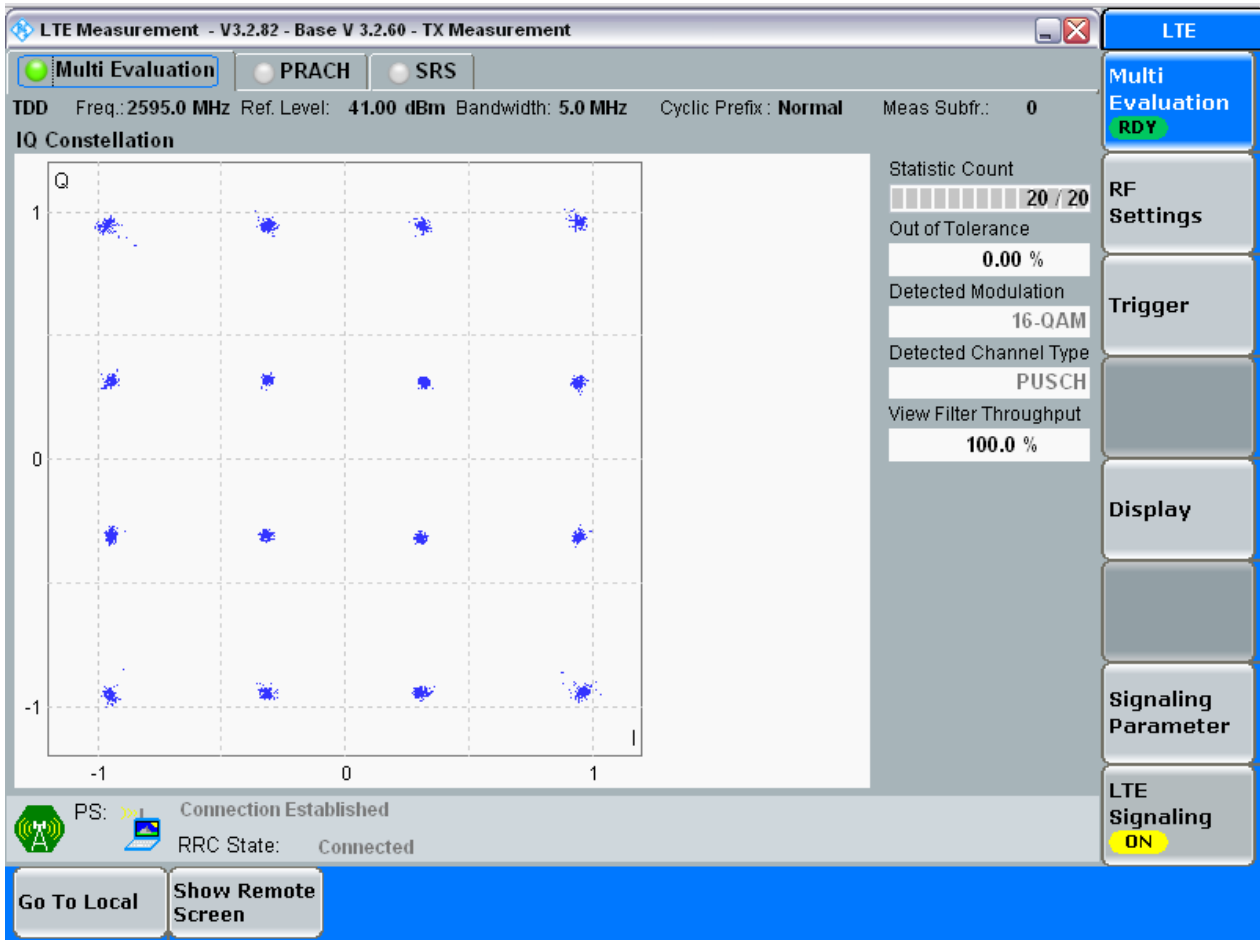 LTE Measurement - V3.2.82 - Base V 3.2.60 - TX Measurement
LTE
Multi Evaluation
PRACH
SRS
Multi
Evaluation
RDY
TDD Freq.: 2595.0 MHz Ref. Level: 41.00 dBm Bandwidth: 5.0 MHz Cyclic Prefix : Normal Meas Subfr.: 0
IQ Constellation
Q
1
0
-1
I
-1 0 1
Statistic Count
20 / 20
Out of Tolerance
0.00 %
Detected Modulation
16-QAM
Detected Channel Type
PUSCH
View Filter Throughput
100.0 %
RF
Settings
Trigger
Display
Signaling
Parameter
LTE
Signaling
ON
PS: Connection Established
RRC State: Connected
Go To Local
Show Remote
Screen